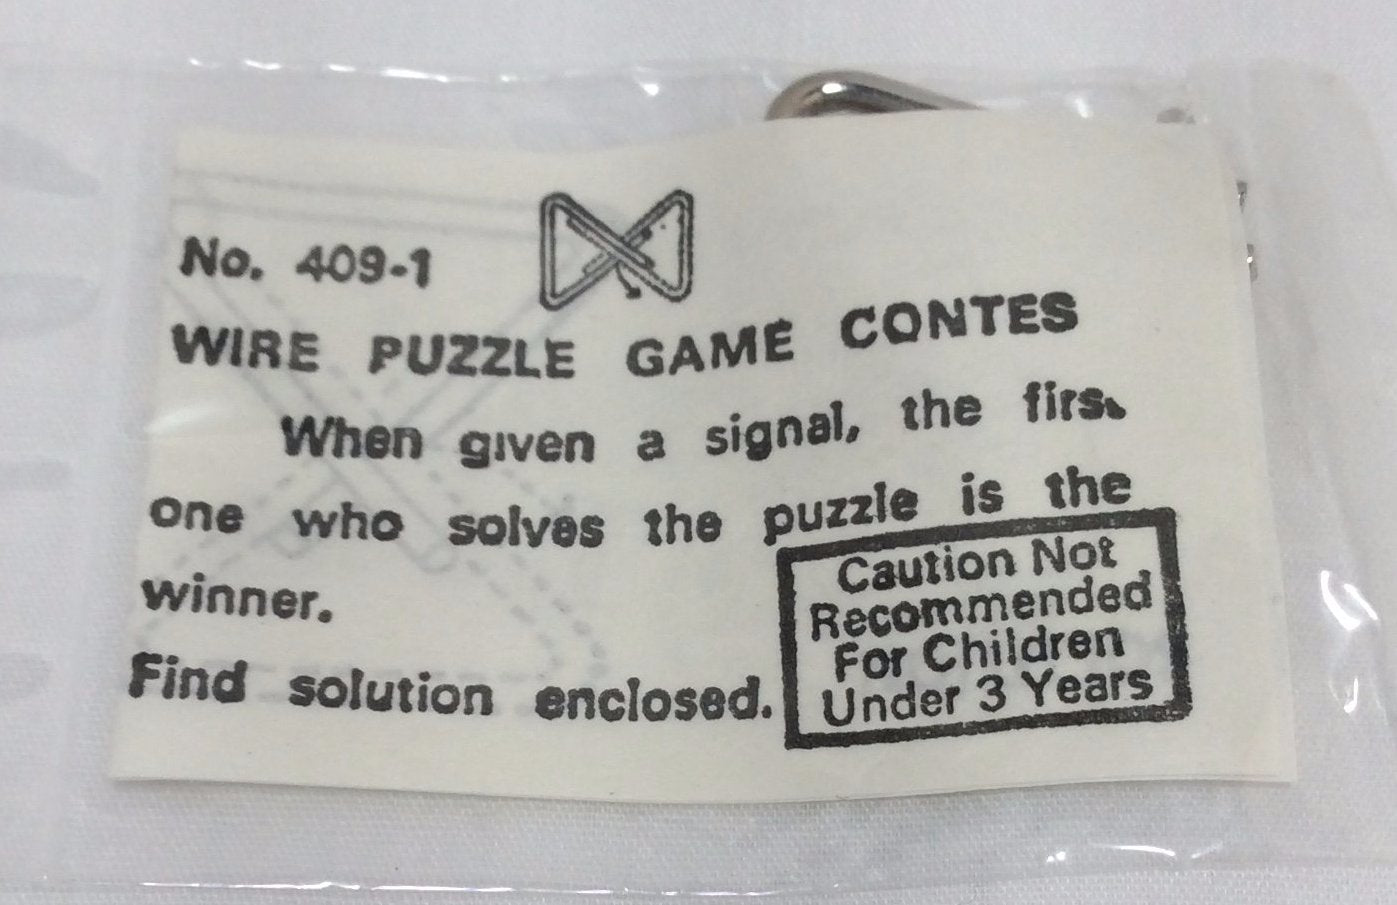 No. 409-1
WIRE PUZZLE GAME CONTES
When given a signal, the first
one who solves the puzzle is the
winner.
Find solution enclosed.
Caution Not
Recommended
For Children
Under 3 Years